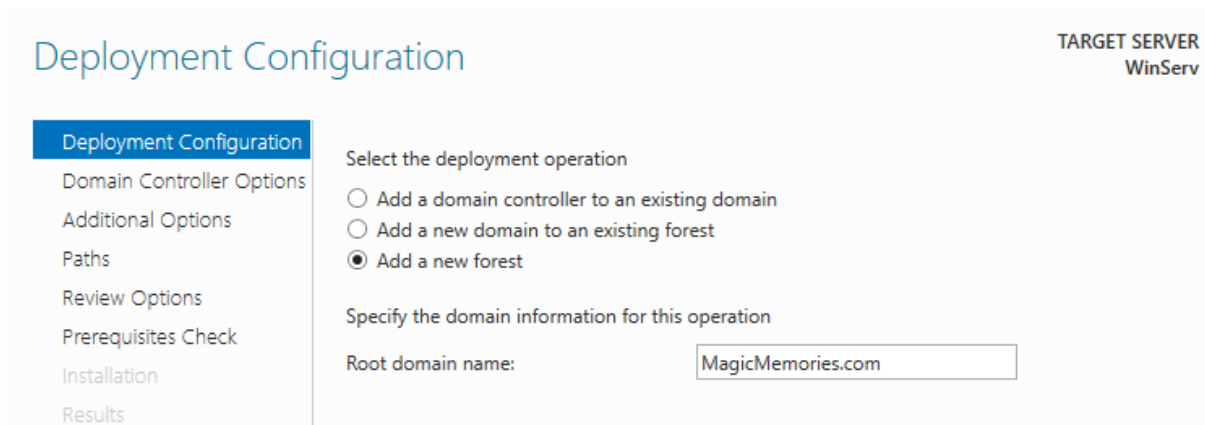 Deployment Configuration
TARGET SERVER
WinServ
Deployment Configuration
Domain Controller Options
Additional Options
Paths
Review Options
Prerequisites Check
Installation
Results
Select the deployment operation
Add a domain controller to an existing domain
Add a new domain to an existing forest
Add a new forest
Specify the domain information for this operation
Root domain name:
MagicMemories.com